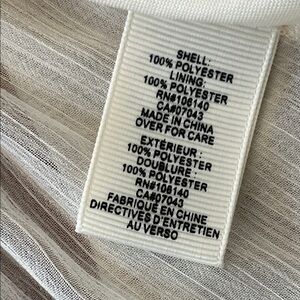 SHELL:
100% POLYESTER
LINING:
100% POLYESTER
RN#106140
CA#07043
MADE IN CHINA
OVER FOR CARE
EXTÉRIEUR :
100% POLYESTER
DOUBLURE :
100% POLYESTER
RN#106140
CA#07043
FABRIQUÉ EN CHINE
DIRECTIVES D'ENTRETIEN
AU VERSO